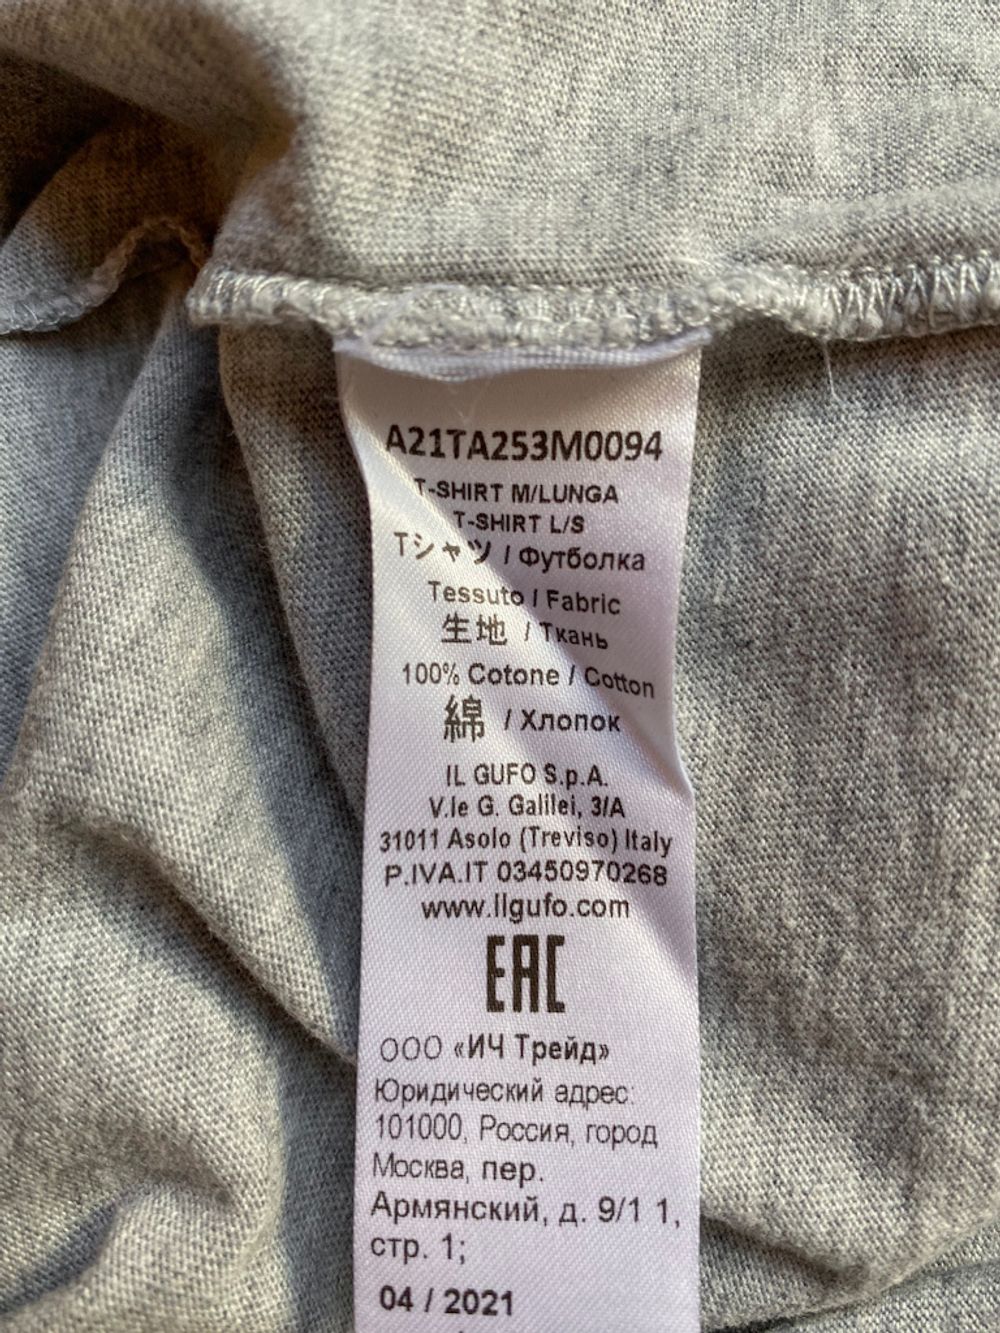 A21TA253M0094
T-SHIRT M/LUNGA
T-SHIRT L/S
Tシャツ / Футболка
Tessuto / Fabric
生地 / Ткань
100% Cotone / Cotton
綿 / Хлопок
IL GUFO S.p.A.
V.le G. Galilei, 3/A
31011 Asolo (Treviso) Italy
P.IVA.IT 03450970268
www.ilgufo.com
EAC
ООО «ИЧ Трейд»
Юридический адрес:
101000, Россия, город
Москва, пер.
Армянский, д. 9/1 1,
стр. 1;
04 / 2021